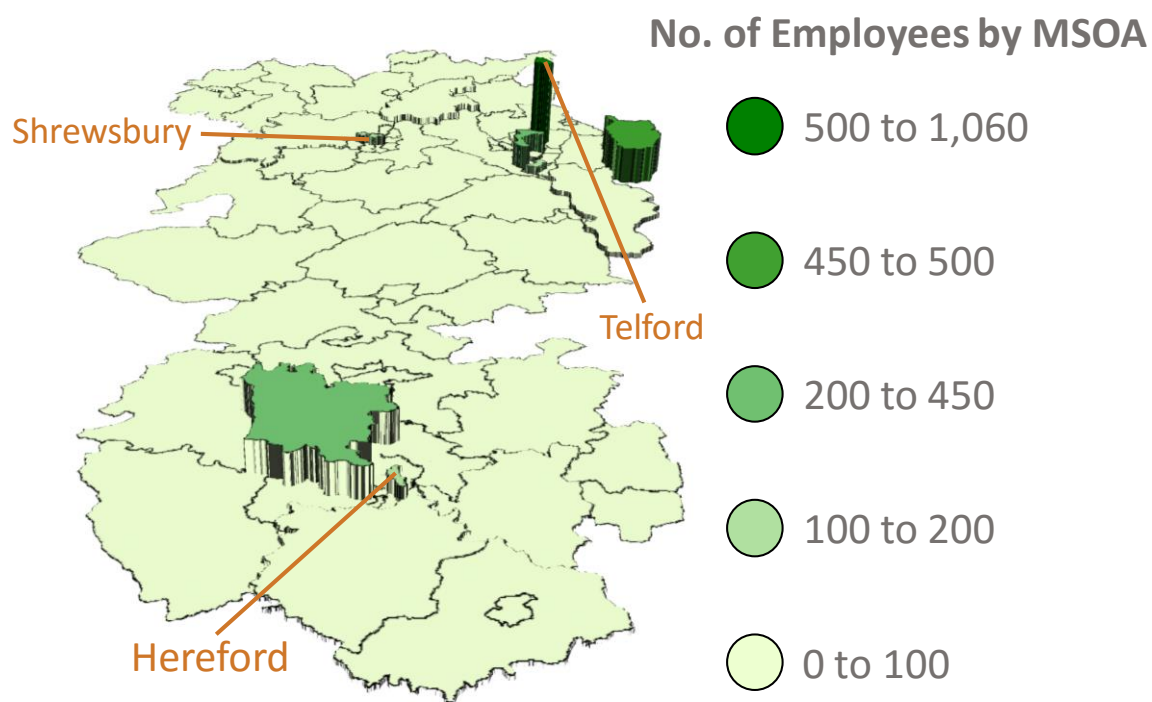 No. of Employees by MSOA
500 to 1,060
Shrewsbury
450 to 500
Telford
200 to 450
100 to 200
Hereford
0 to 100